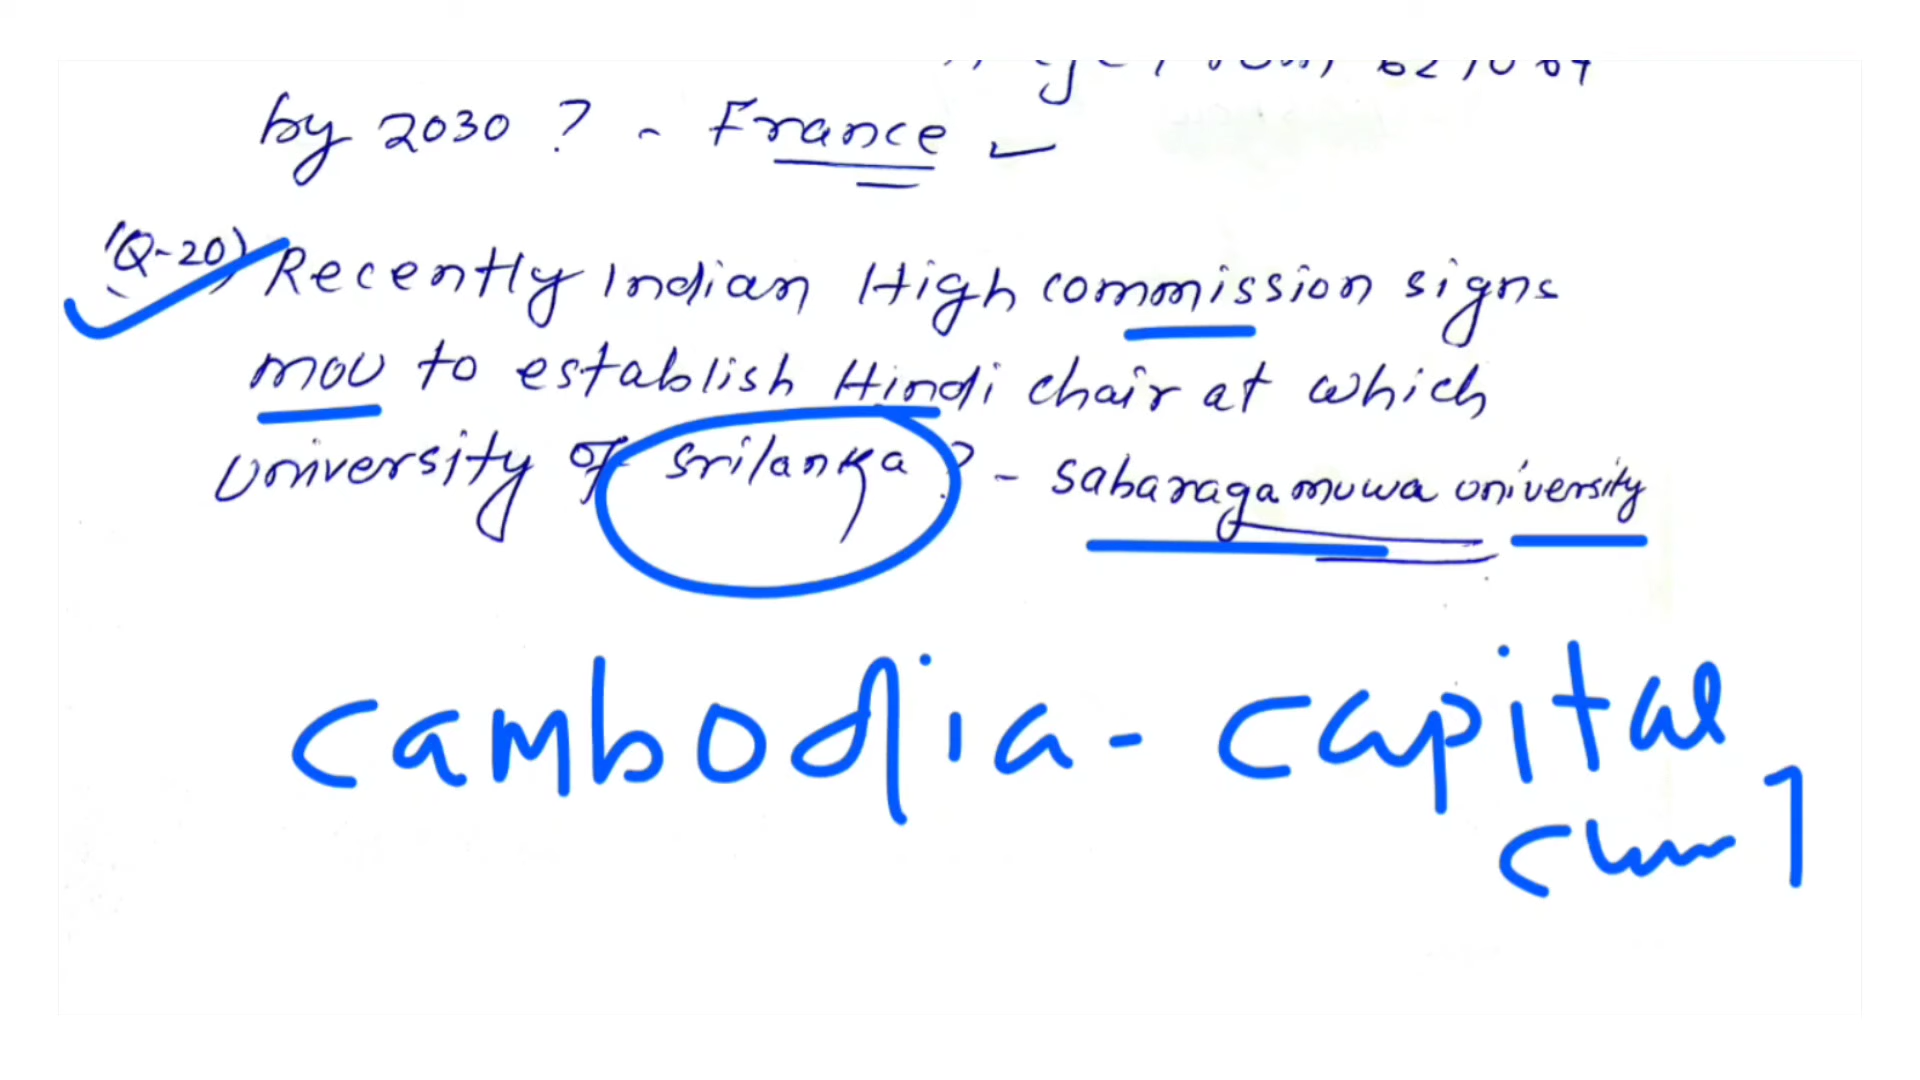 by 2030 ? - France
(Q-20) Recently Indian High commission signs
MOU to establish Hindi chair at which
University of Srilanka ? - Sabaragamuwa University
Cambodia - Capital